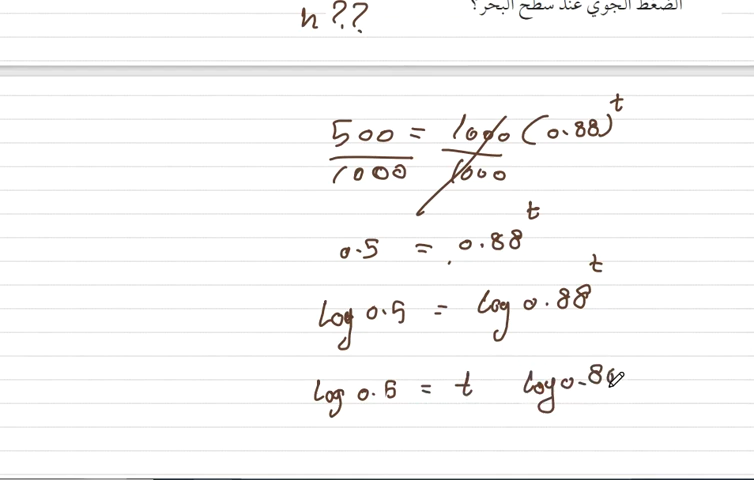 الضغط الجوي عند سطح البحر؟
h ??
500 = 1000 (0.88)^t
1000 1000
0.5 = 0.88^t
log 0.5 = log 0.88^t
log 0.5 = t log 0.88